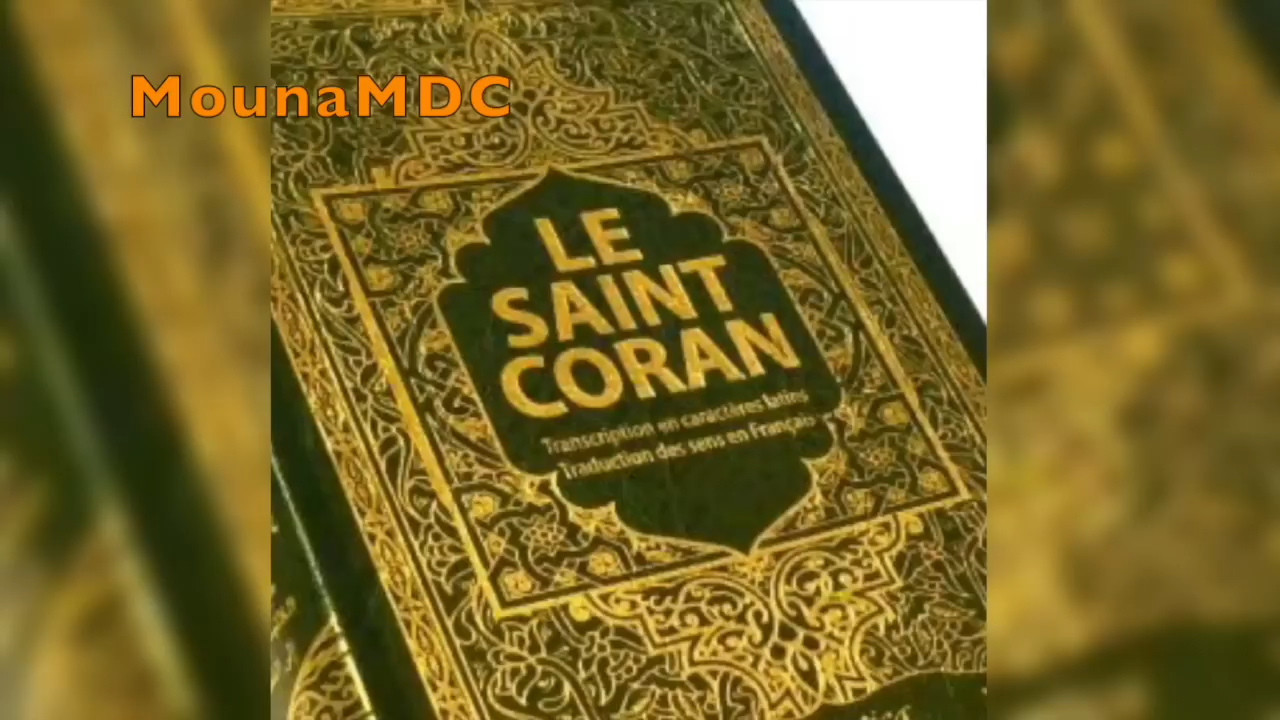 MounaMDC
LE
SAINT
CORAN
Transcription en caractères latins
Traduction des sens en Français